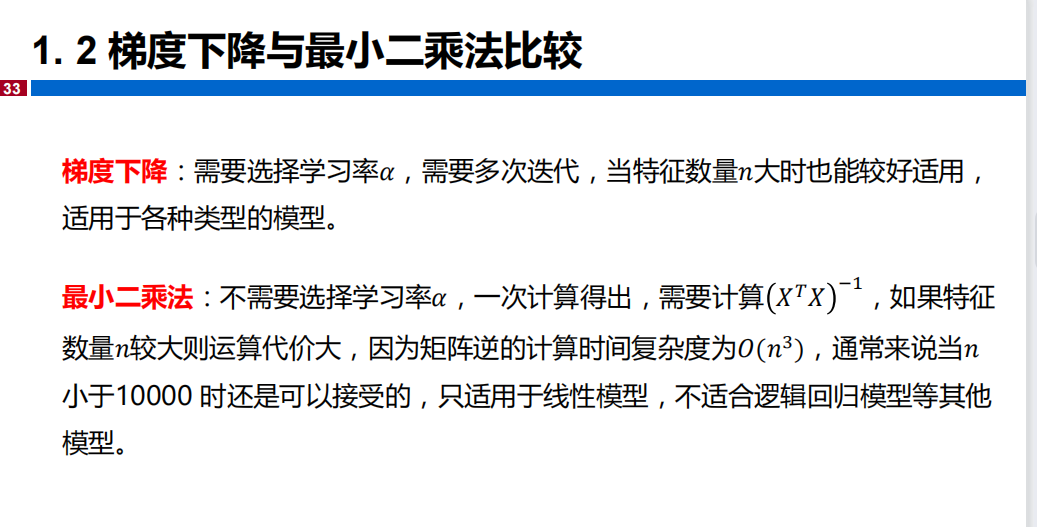 1. 2 梯度下降与最小二乘法比较
33
梯度下降：需要选择学习率α，需要多次迭代，当特征数量n大时也能较好适用，
适用于各种类型的模型。
最小二乘法：不需要选择学习率α，一次计算得出，需要计算(XᵀX)⁻¹，如果特征
数量n较大则运算代价大，因为矩阵逆的计算时间复杂度为O(n³)，通常来说当n
小于10000 时还是可以接受的，只适用于线性模型，不适合逻辑回归模型等其他
模型。